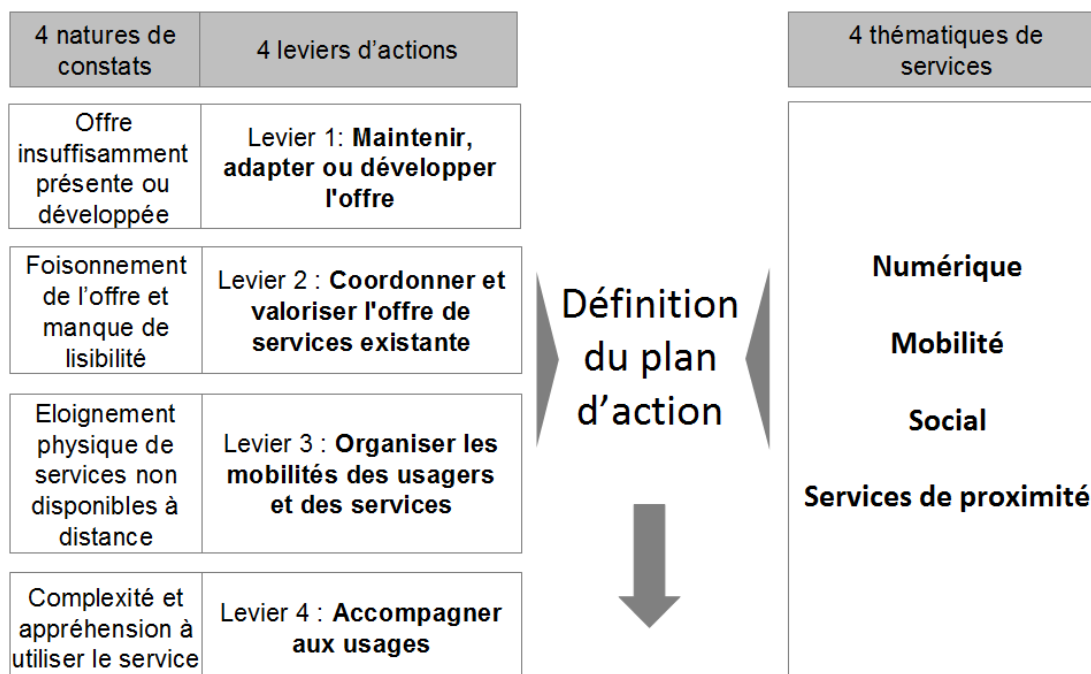 4 natures de
constats
4 leviers d’actions
4 thématiques de
services
Offre
insuffisamment
présente ou
développée
Levier 1: Maintenir,
adapter ou développer
l'offre
Foisonnement
de l’offre et
manque de
lisibilité
Levier 2 : Coordonner et
valoriser l'offre de
services existante
Eloignement
physique de
services non
disponibles à
distance
Levier 3 : Organiser les
mobilités des usagers
et des services
Complexité et
appréhension à
utiliser le service
Levier 4 : Accompagner
aux usages
Définition
du plan
d’action
Numérique
Mobilité
Social
Services de proximité